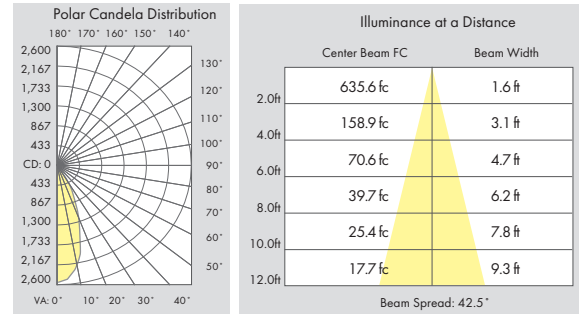 Polar Candela Distribution
180° 170° 160° 150° 140°
2,600
2,167
1,733
1,300
867
433
CD: 0
433
867
1,300
1,733
2,167
2,600
130°
120°
110°
100°
90°
80°
70°
60°
50°
VA: 0° 10° 20° 30° 40°
Illuminance at a Distance
Center Beam FC Beam Width
2.0ft 635.6 fc 1.6 ft
4.0ft 158.9 fc 3.1 ft
6.0ft 70.6 fc 4.7 ft
8.0ft 39.7 fc 6.2 ft
10.0ft 25.4 fc 7.8 ft
12.0ft 17.7 fc 9.3 ft
Beam Spread: 42.5°